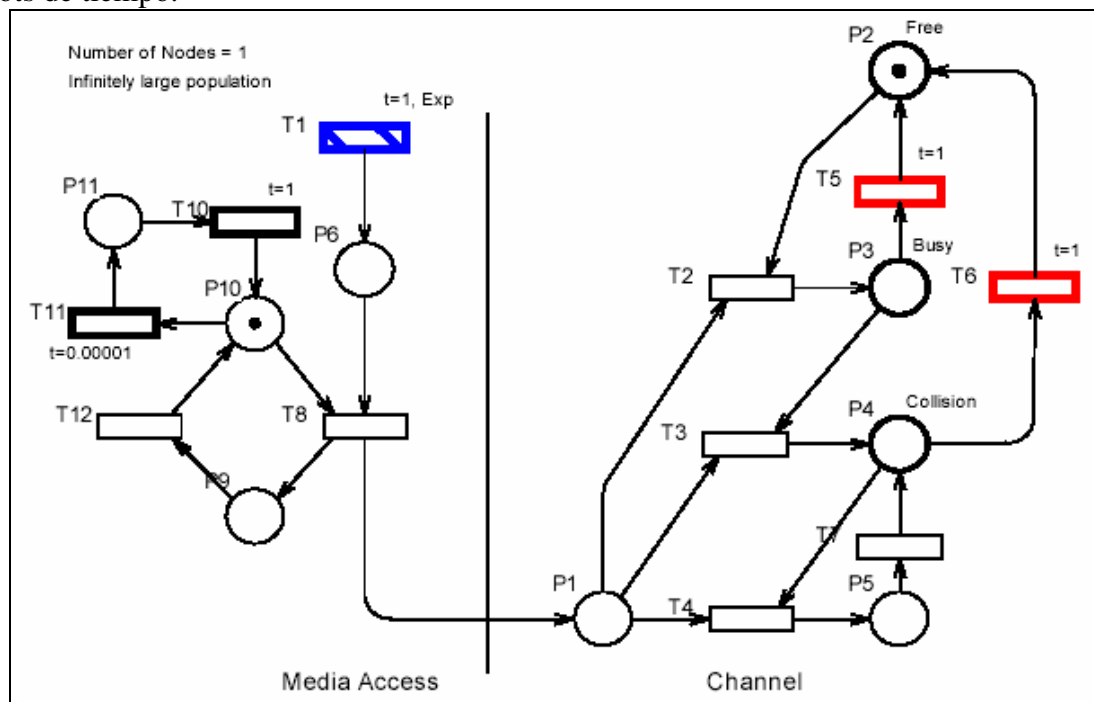 ots de tiempo.
Number of Nodes = 1
Infinitely large population
t=1, Exp
T1
P2
Free
P11
T10
t=1
P6
T5
t=1
P3
Busy
T6
t=1
T2
P10
T11
t=0.00001
T12
T8
P9
T3
P4
Collision
T7
P1
T4
P5
Media Access
Channel